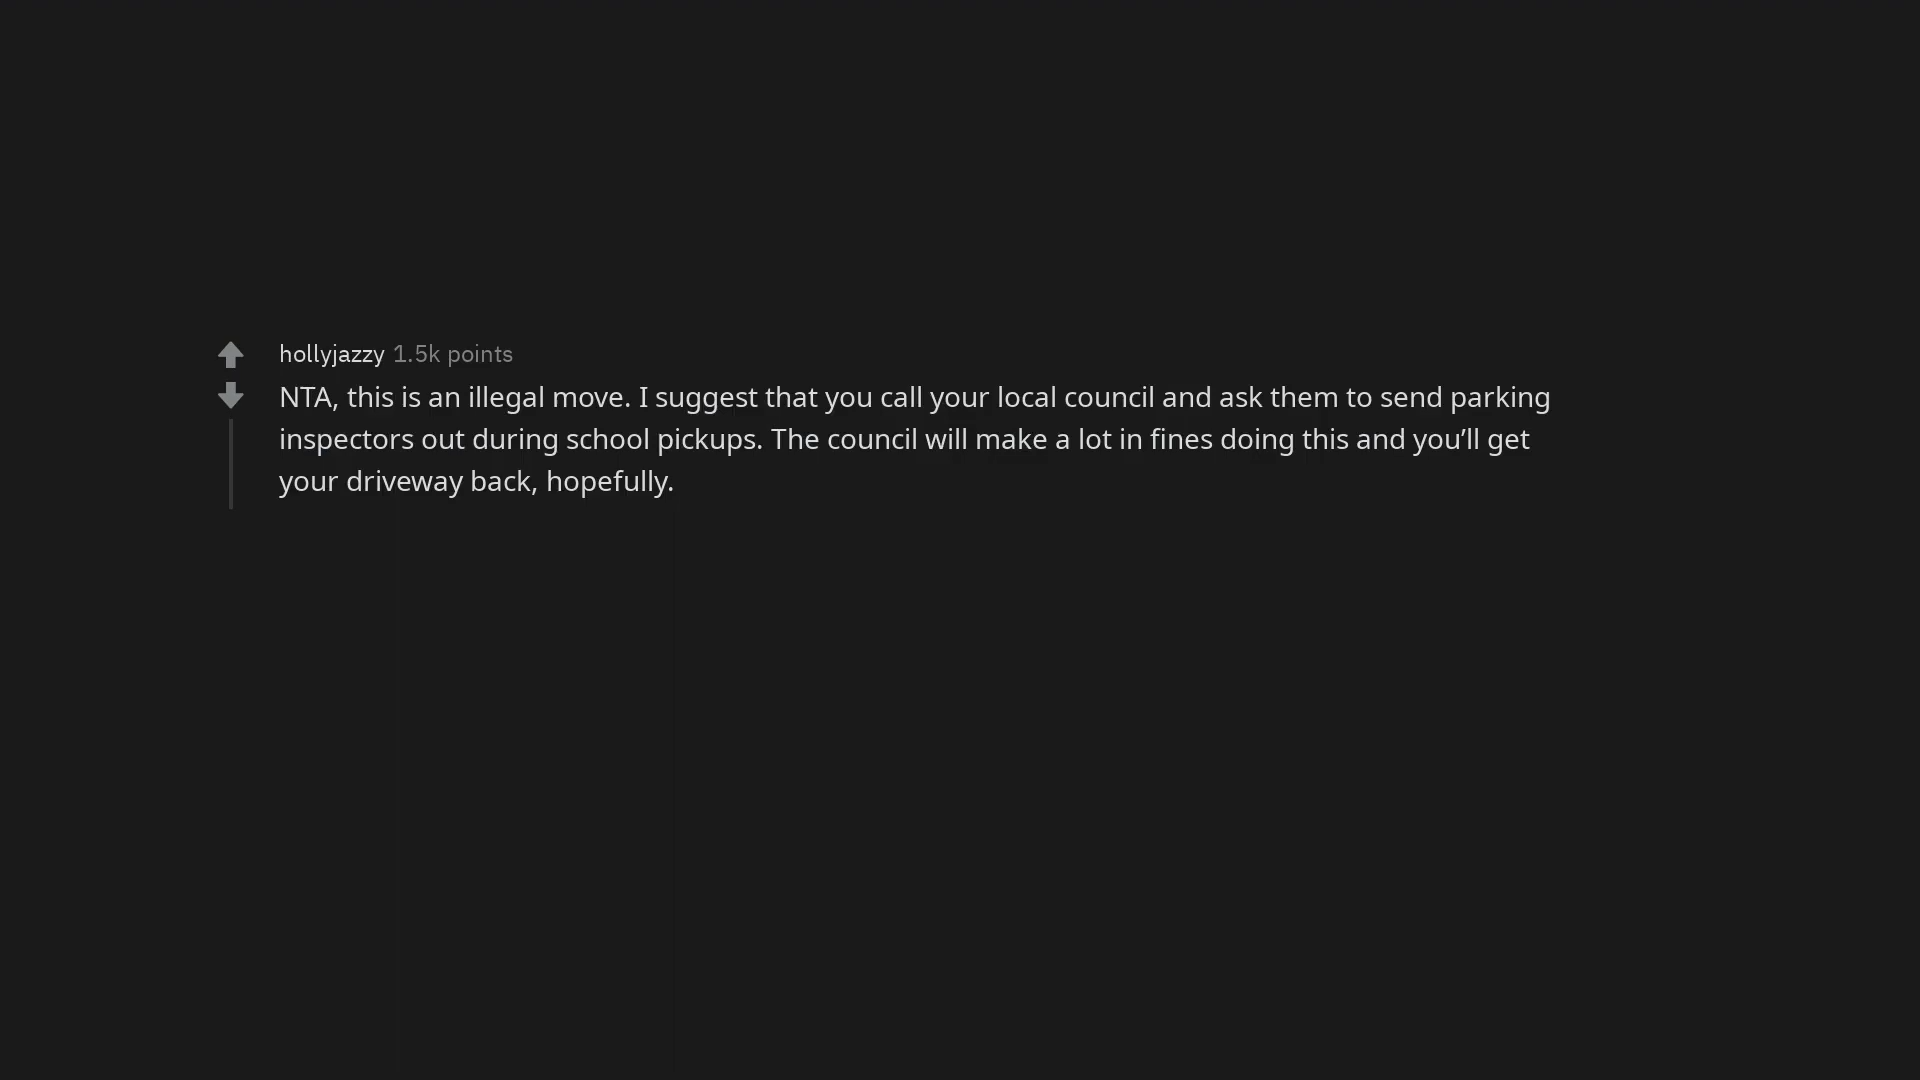 hollyjazzy 1.5k points
NTA, this is an illegal move. I suggest that you call your local council and ask them to send parking
inspectors out during school pickups. The council will make a lot in fines doing this and you’ll get
your driveway back, hopefully.